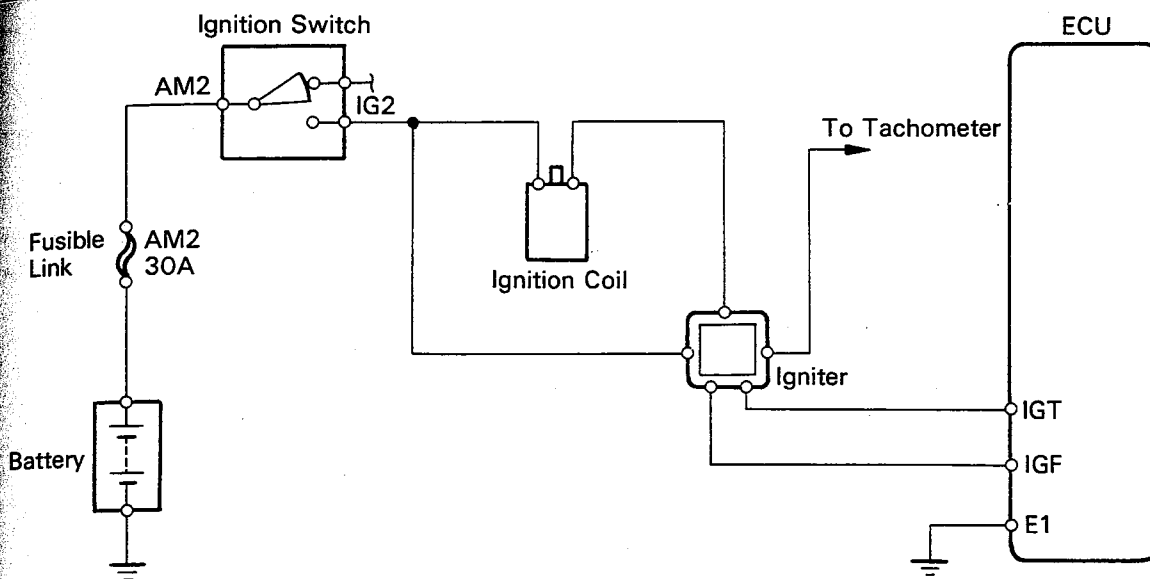 Ignition Switch
ECU
AM2
IG2
To Tachometer
Fusible
Link
AM2
30A
Ignition Coil
Igniter
IGT
Battery
IGF
E1